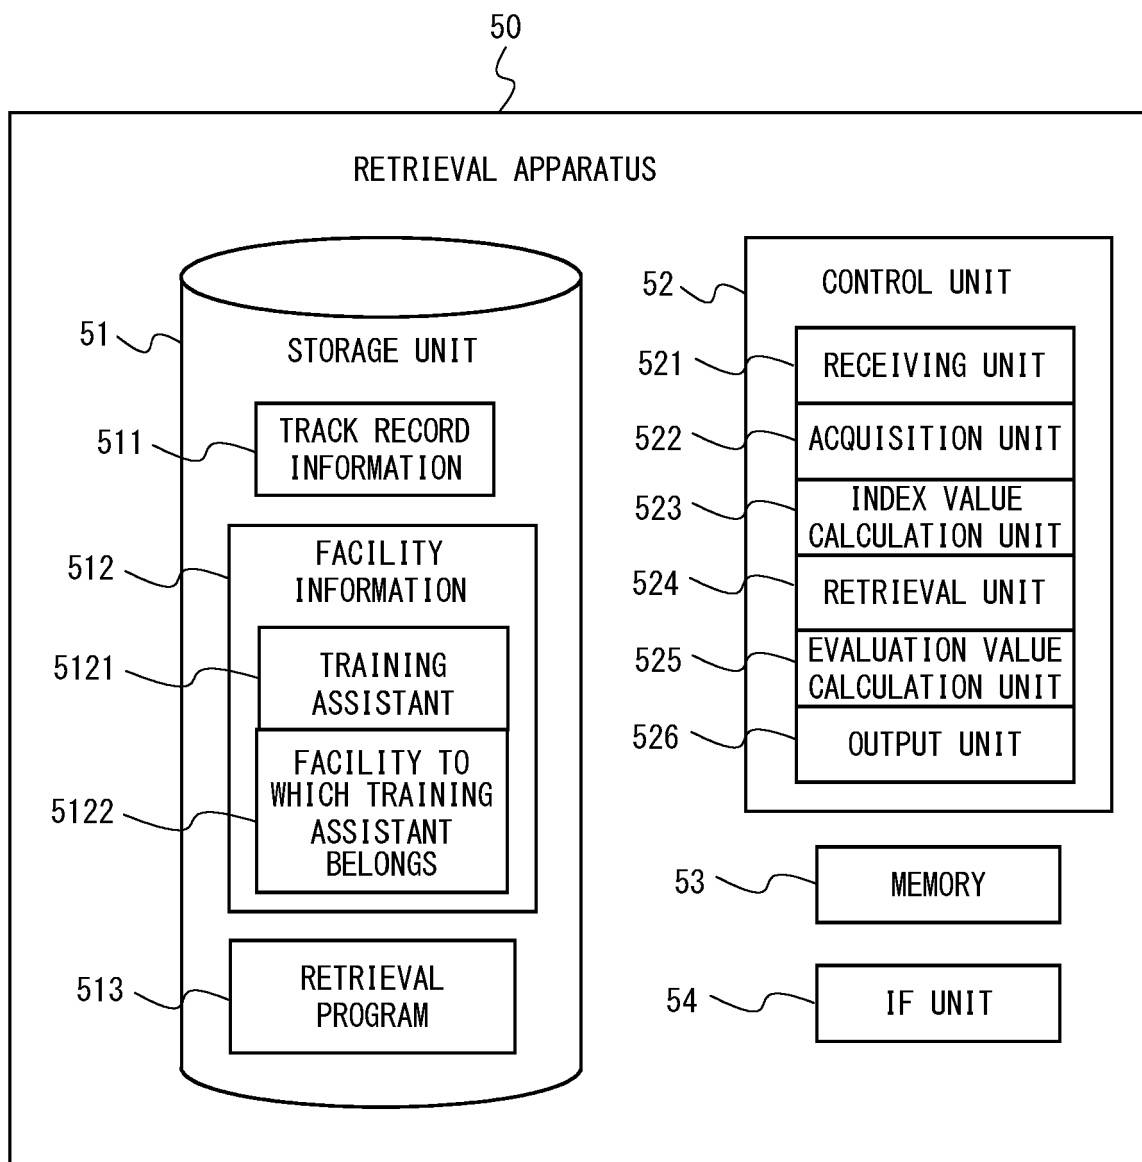 50
RETRIEVAL APPARATUS
51
STORAGE UNIT
511
TRACK RECORD
INFORMATION
512
FACILITY
INFORMATION
5121
TRAINING
ASSISTANT
5122
FACILITY TO
WHICH TRAINING
ASSISTANT
BELONGS
513
RETRIEVAL
PROGRAM
52
CONTROL UNIT
521
RECEIVING UNIT
522
ACQUISITION UNIT
523
INDEX VALUE
CALCULATION UNIT
524
RETRIEVAL UNIT
525
EVALUATION VALUE
CALCULATION UNIT
526
OUTPUT UNIT
53
MEMORY
54
IF UNIT